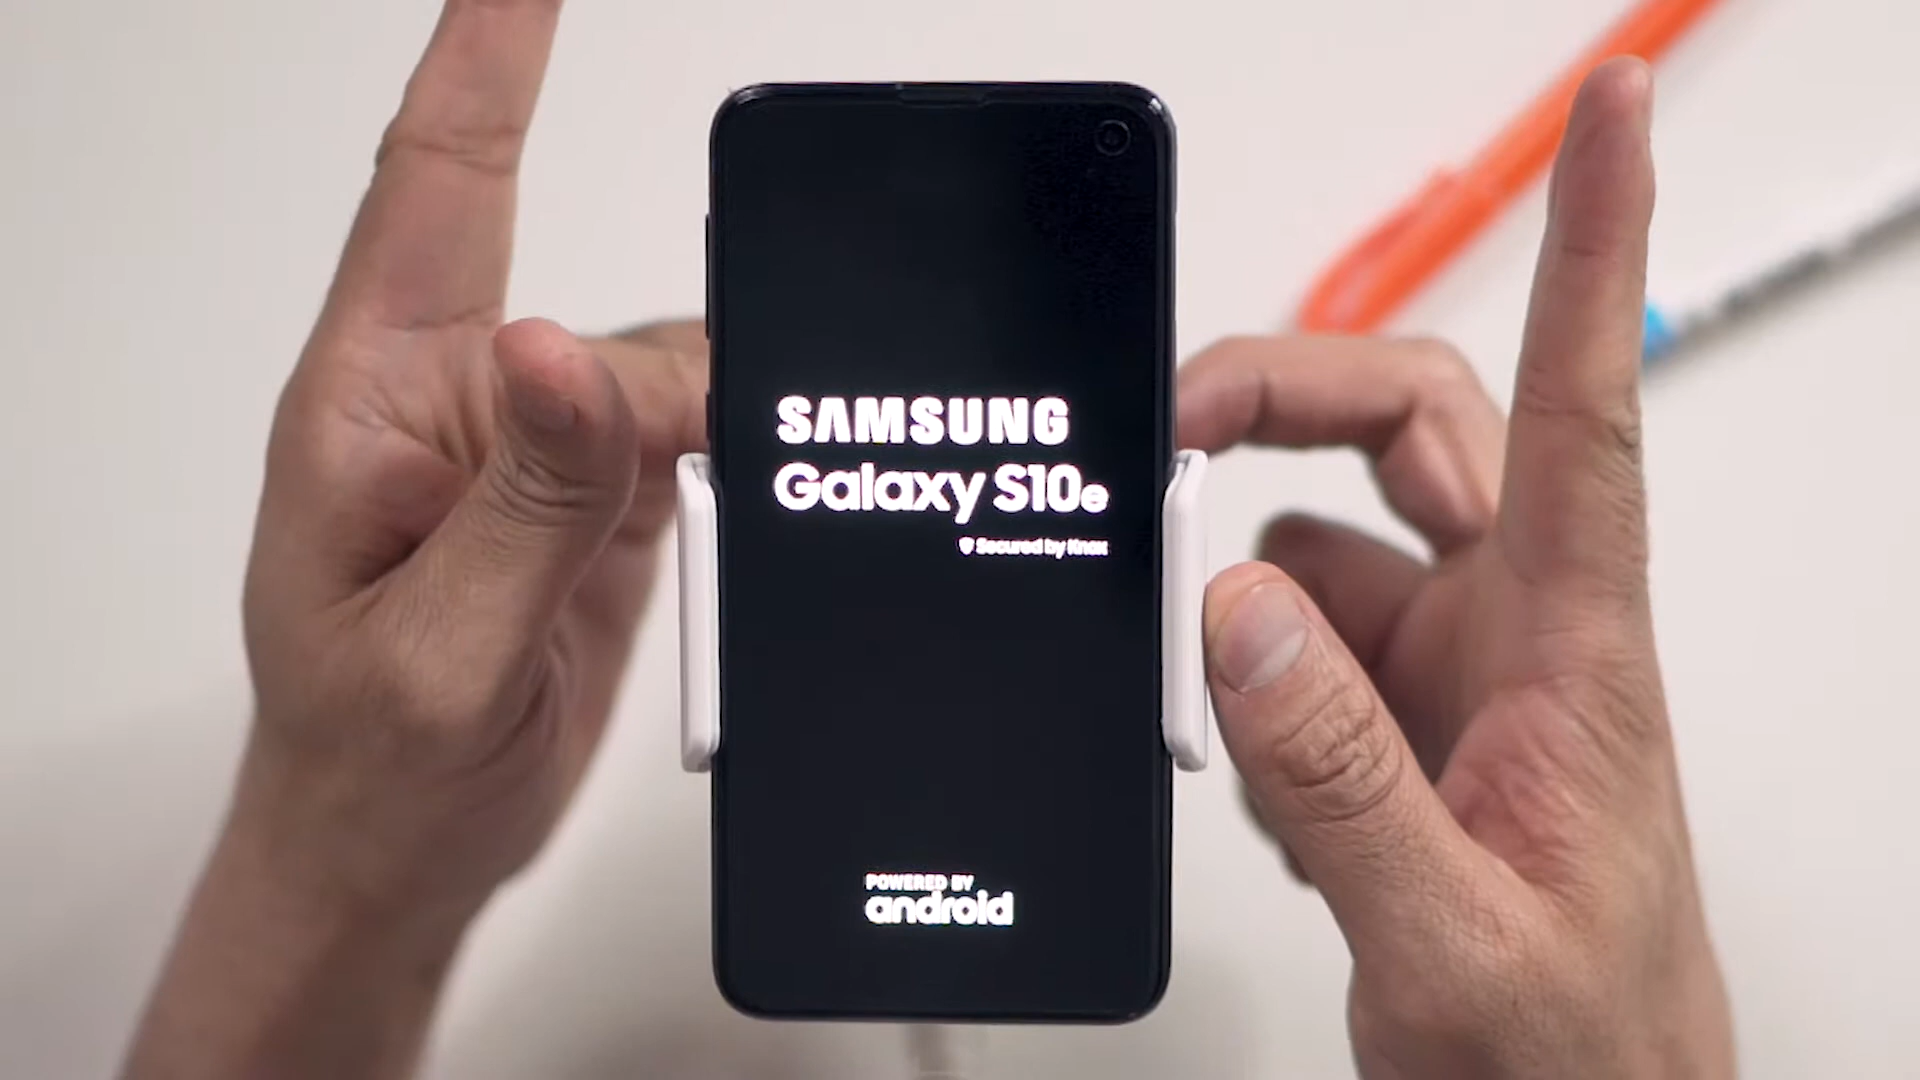 SAMSUNG
Galaxy S10e
Secured by Knox
POWERED BY
android